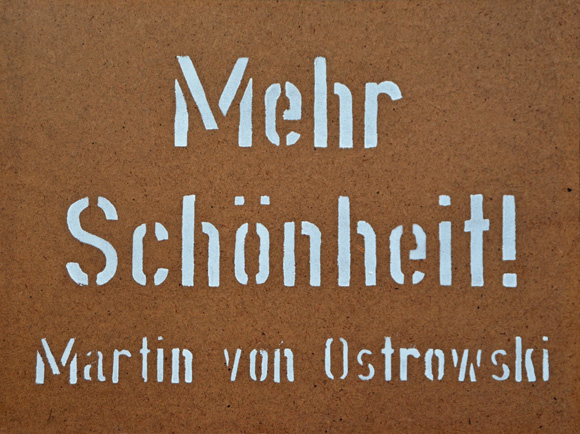 Mehr
Schönheit!
Martin von Ostrowski